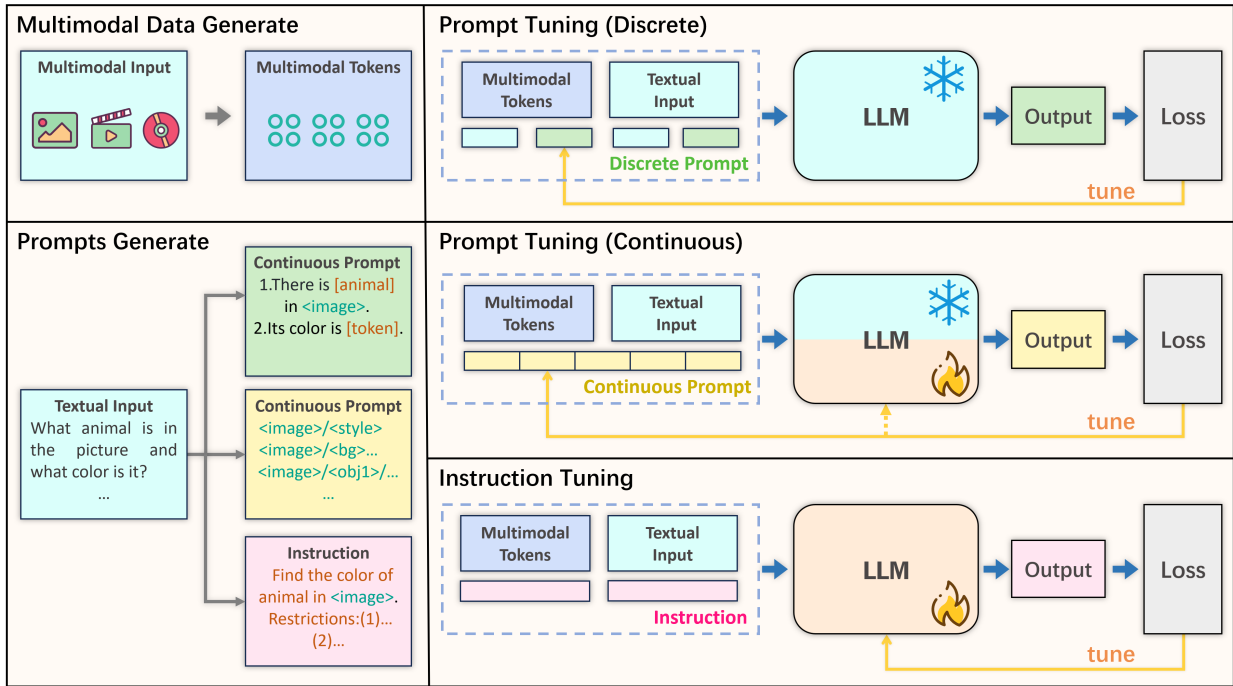 Multimodal Data Generate
Multimodal Input
Multimodal Tokens
Prompts Generate
Textual Input
What animal is in
the picture and
what color is it?
...
Continuous Prompt
1.There is [animal]
in <image>.
2.Its color is [token].
Continuous Prompt
<image>/<style>
<image>/<bg>...
<image>/<obj1>/...
...
Instruction
Find the color of
animal in <image>.
Restrictions:(1)...
(2)...
Prompt Tuning (Discrete)
Multimodal
Tokens
Textual
Input
Discrete Prompt
LLM
Output
Loss
tune
Prompt Tuning (Continuous)
Multimodal
Tokens
Textual
Input
Continuous Prompt
LLM
Output
Loss
tune
Instruction Tuning
Multimodal
Tokens
Textual
Input
Instruction
LLM
Output
Loss
tune